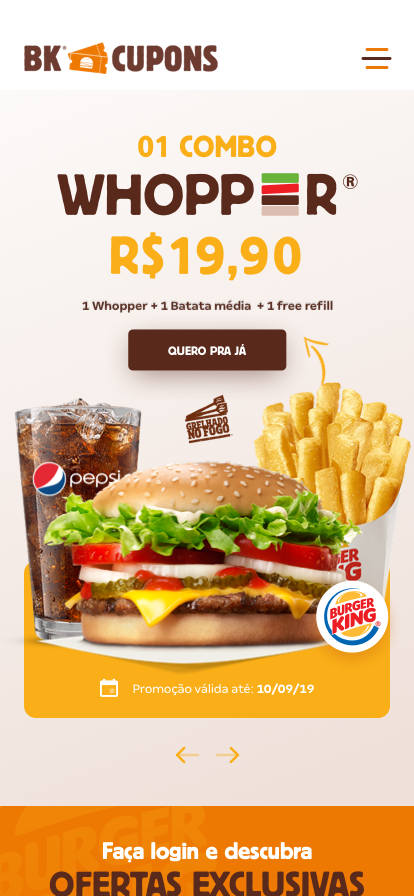 BK® CUPONS
01 COMBO
WHOPPER®
R$19,90
1 Whopper + 1 Batata média + 1 free refill
QUERO PRA JÁ
GRELHADO
NO FOGO
pepsi
BURGER
KING®
Promoção válida até: 10/09/19
BURGER
Faça login e descubra
OFERTAS EXCLUSIVAS